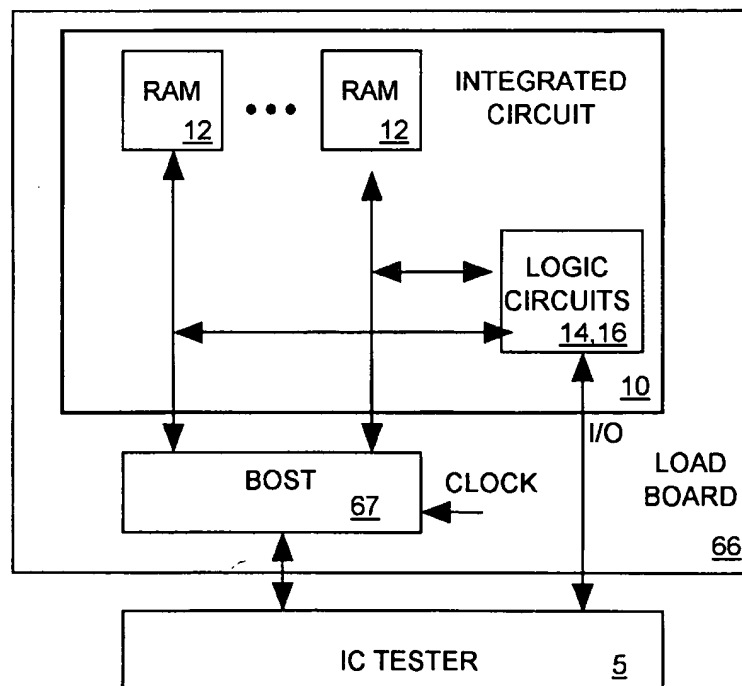 RAM
12
RAM
12
INTEGRATED
CIRCUIT
LOGIC
CIRCUITS
14,16
10
I/O
BOST
67
CLOCK
LOAD
BOARD
66
IC TESTER
5